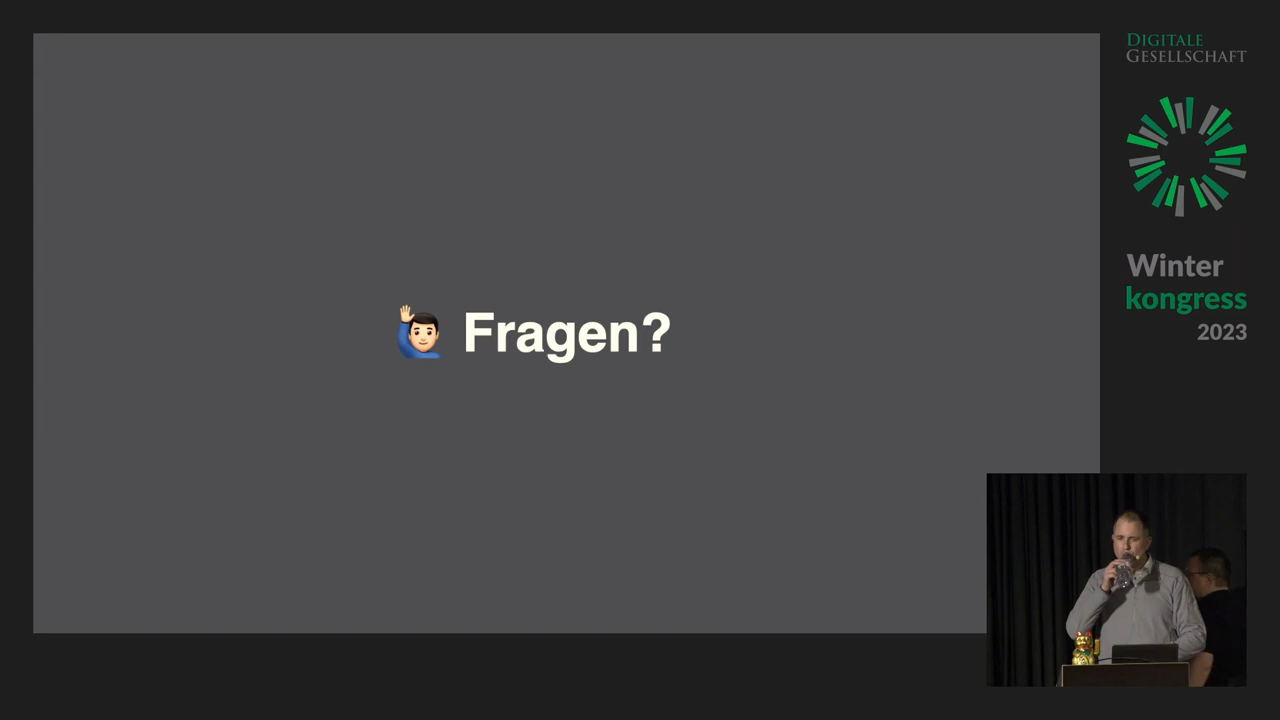 🙋🏻‍♂️ Fragen?
DIGITALE
GESELLSCHAFT
Winter
kongress
2023